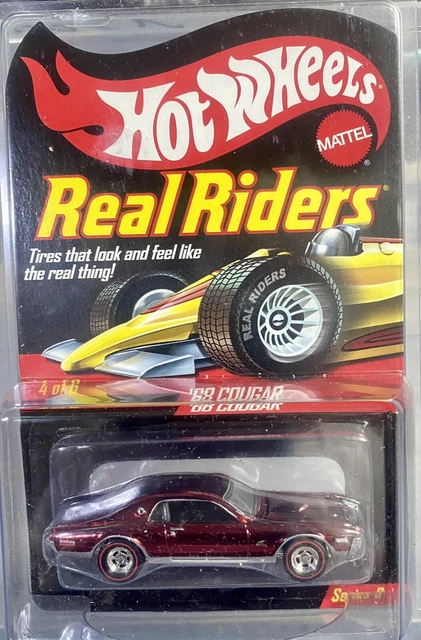 Hot Wheels®
MATTEL®
Real Riders®
Tires that look and feel like
the real thing!
REAL RIDERS
4 of 6
'68 COUGAR
'68 COUGAR
Series